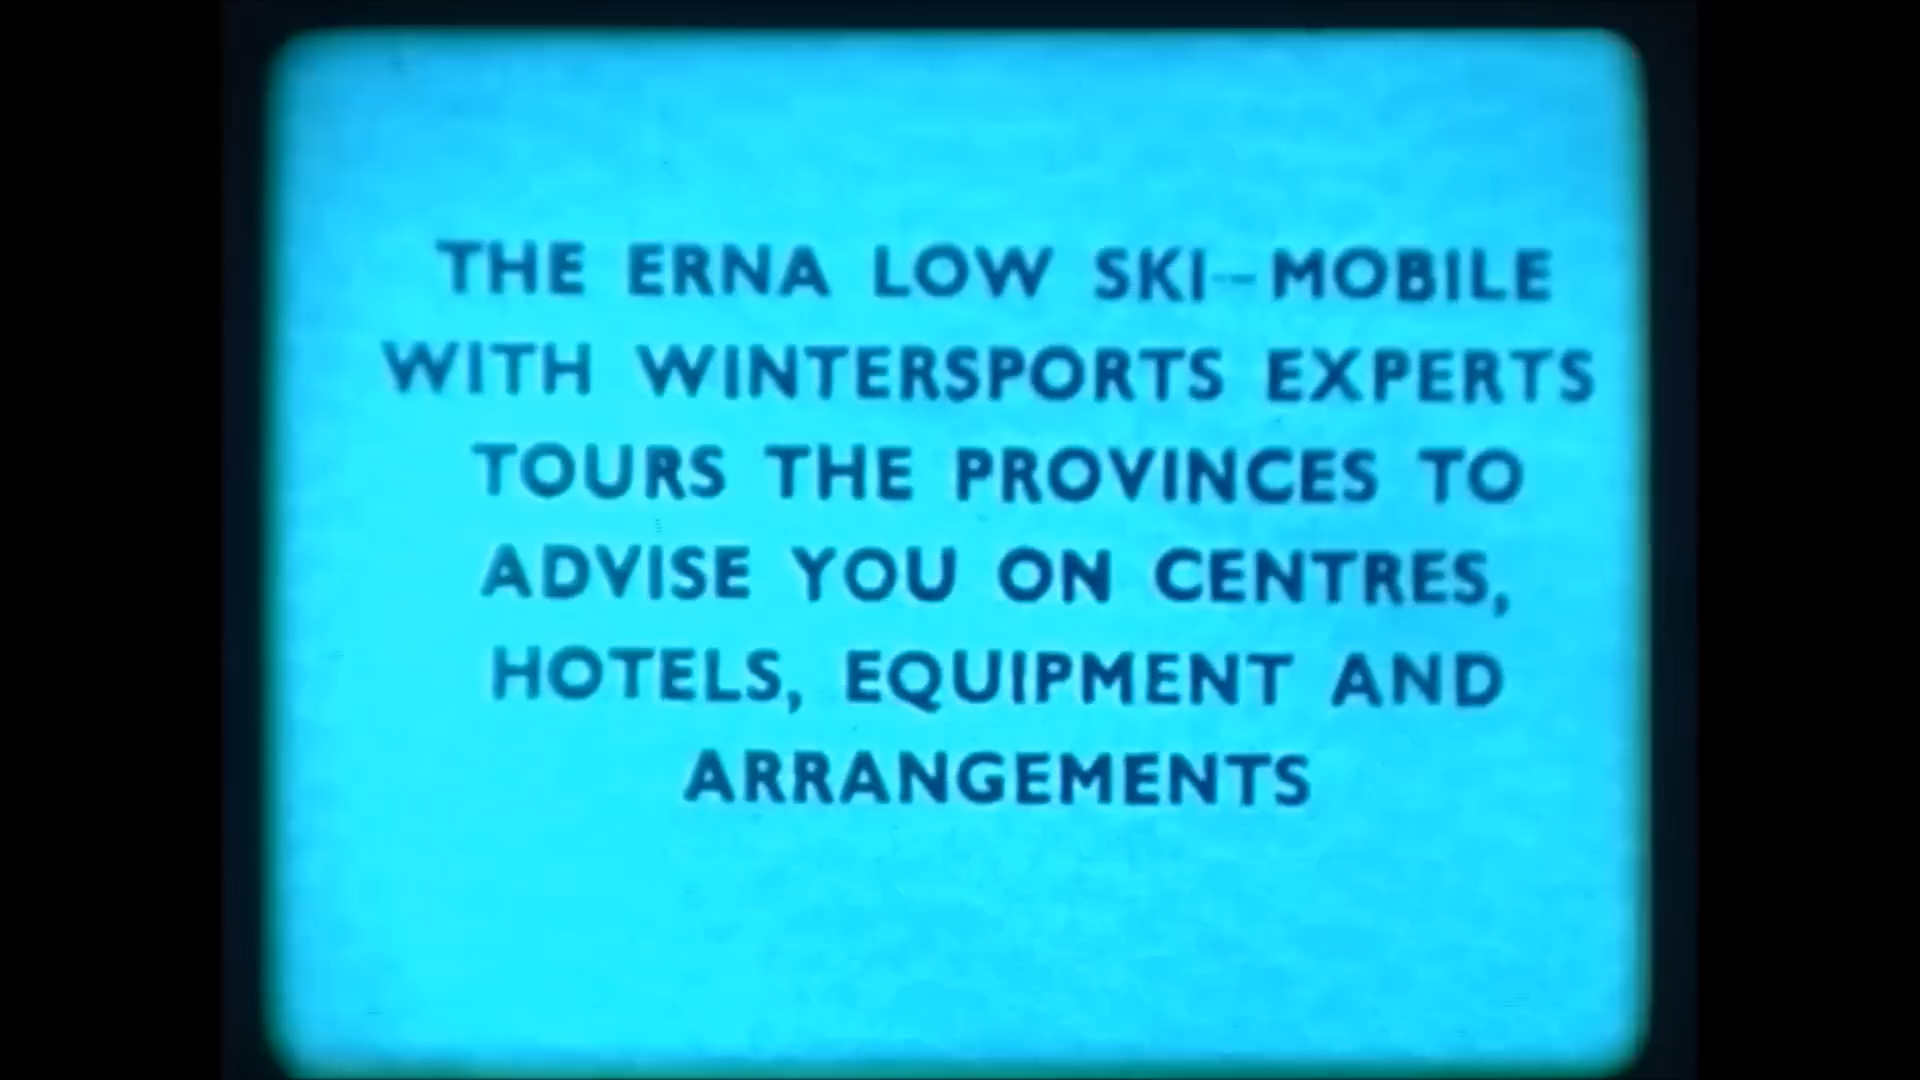 THE ERNA LOW SKI-MOBILE
WITH WINTERSPORTS EXPERTS
TOURS THE PROVINCES TO
ADVISE YOU ON CENTRES,
HOTELS, EQUIPMENT AND
ARRANGEMENTS